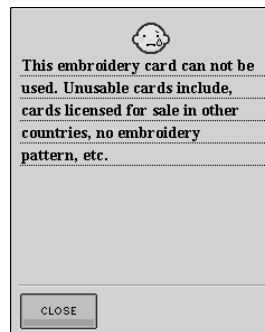 This embroidery card can not be
used. Unusable cards include,
cards licensed for sale in other
countries, no embroidery
pattern, etc.
CLOSE